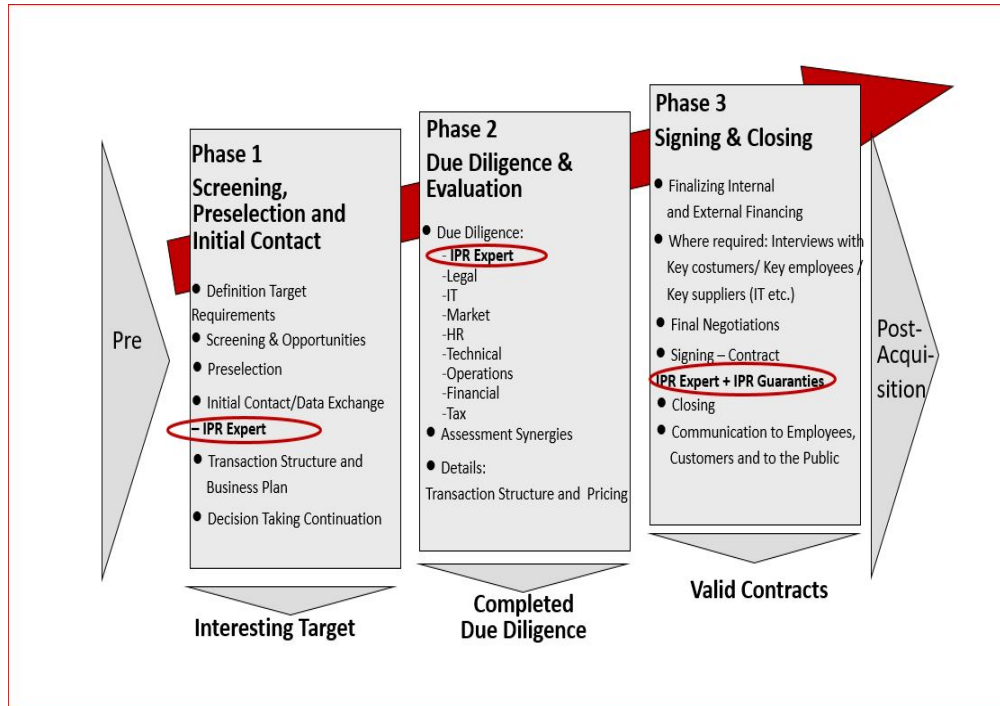 Pre
Phase 1
Screening,
Preselection and
Initial Contact
● Definition Target
Requirements
● Screening & Opportunities
● Preselection
● Initial Contact/Data Exchange
– IPR Expert
● Transaction Structure and
Business Plan
● Decision Taking Continuation
Interesting Target
Phase 2
Due Diligence &
Evaluation
● Due Diligence:
- IPR Expert
-Legal
-IT
-Market
-HR
-Technical
-Operations
-Financial
-Tax
● Assessment Synergies
● Details:
Transaction Structure and Pricing
Completed
Due Diligence
Phase 3
Signing & Closing
● Finalizing Internal
and External Financing
● Where required: Interviews with
Key costumers/ Key employees /
Key suppliers (IT etc.)
● Final Negotiations
● Signing – Contract
IPR Expert + IPR Guaranties
● Closing
● Communication to Employees,
Customers and to the Public
Valid Contracts
Post-
Acqui-
sition